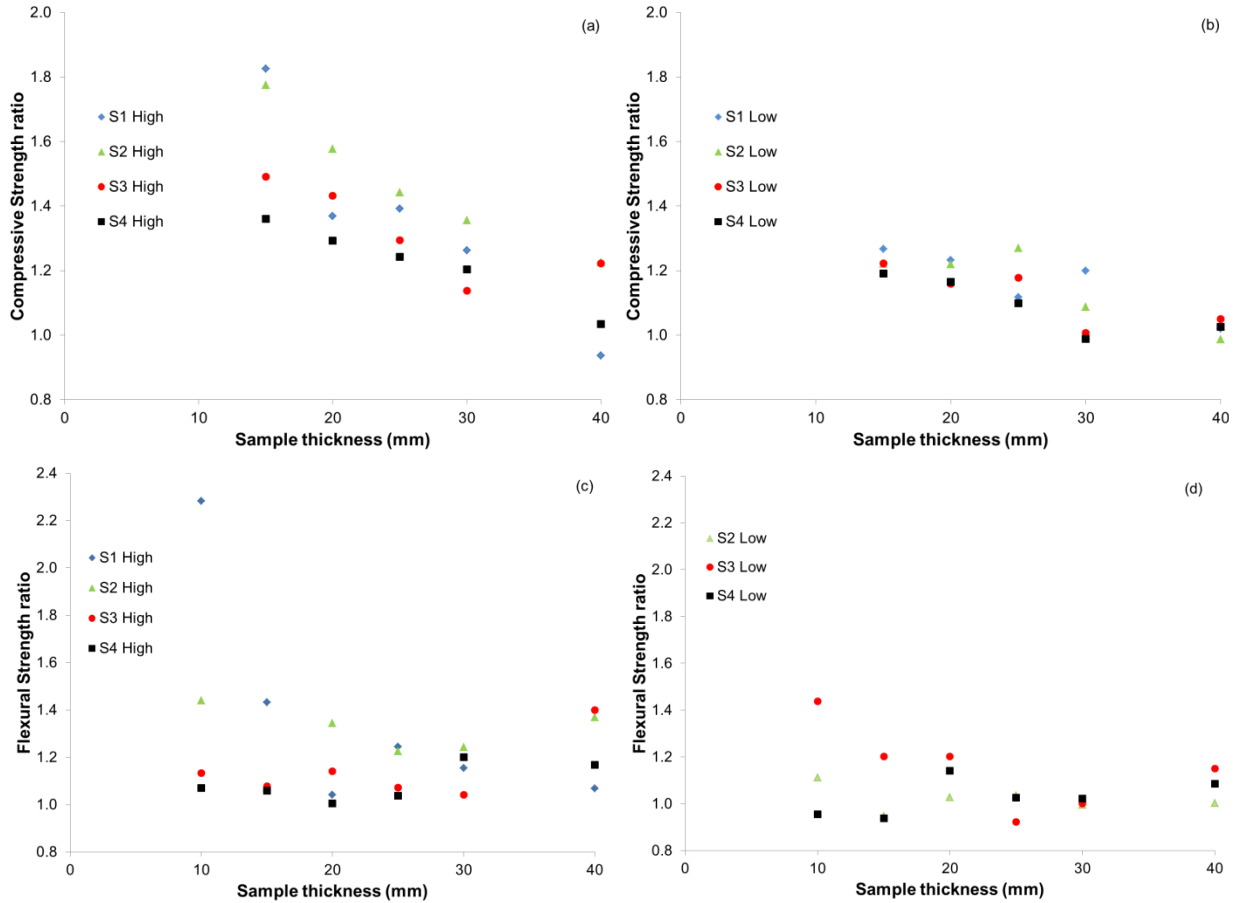 (a)
Compressive Strength ratio
2.0
1.8
1.6
1.4
1.2
1.0
0.8
S1 High
S2 High
S3 High
S4 High
0
10
20
30
40
Sample thickness (mm)
(b)
Compressive Strength ratio
2.0
1.8
1.6
1.4
1.2
1.0
0.8
S1 Low
S2 Low
S3 Low
S4 Low
0
10
20
30
40
Sample thickness (mm)
(c)
Flexural Strength ratio
2.4
2.2
2.0
1.8
1.6
1.4
1.2
1.0
0.8
S1 High
S2 High
S3 High
S4 High
0
10
20
30
40
Sample thickness (mm)
(d)
Flexural Strength ratio
2.4
2.2
2.0
1.8
1.6
1.4
1.2
1.0
0.8
S2 Low
S3 Low
S4 Low
0
10
20
30
40
Sample thickness (mm)